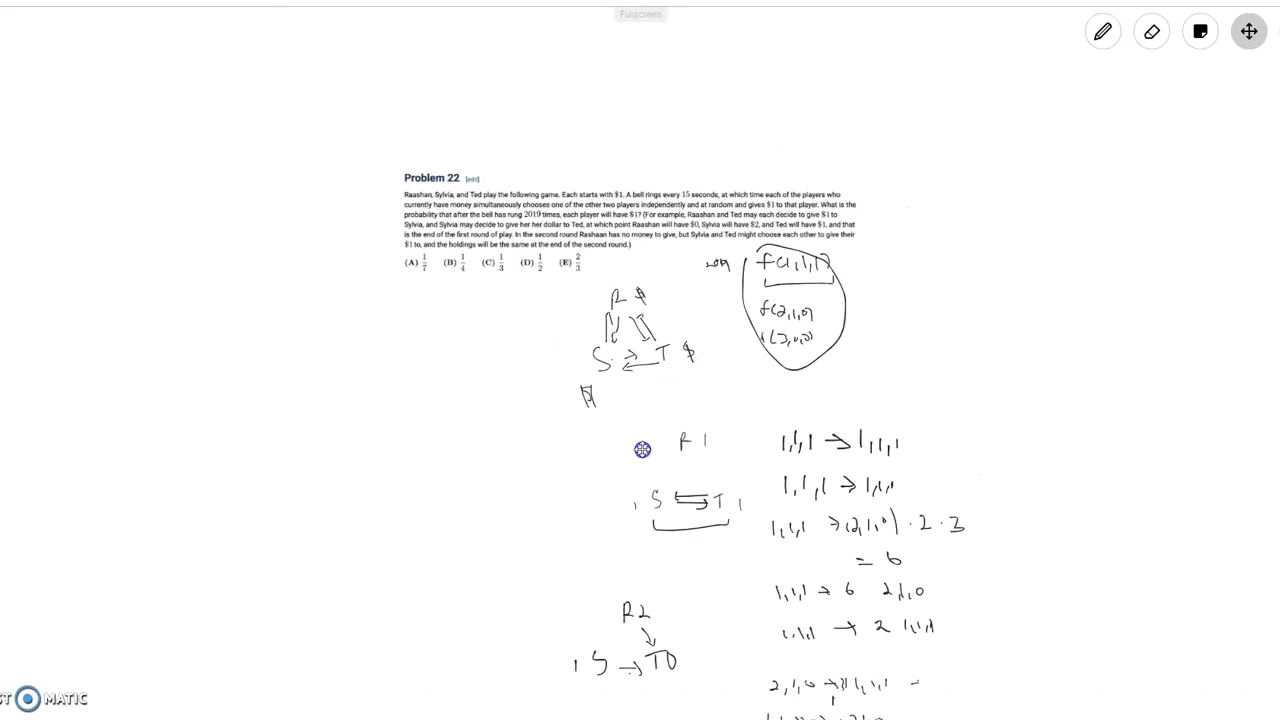 Fullscreen
Problem 22 [edit]
Raashan, Sylvia, and Ted play the following game. Each starts with $1. A bell rings every 15 seconds, at which time each of the players who
currently have money simultaneously chooses one of the other two players independently and at random and gives $1 to that player. What is the
probability that after the bell has rung 2019 times, each player will have $1? (For example, Raashan and Ted may each decide to give $1 to
Sylvia, and Sylvia may decide to give her her dollar to Ted, at which point Raashan will have $0, Sylvia will have $2, and Ted will have $1, and that
is the end of the first round of play. In the second round Rashaan has no money to give, but Sylvia and Ted might choose each other to give their
$1 to, and the holdings will be the same at the end of the second round.)
(A) 1/7 (B) 1/4 (C) 1/3 (D) 1/2 (E) 2/3
2019 f(1,1,1)
R $
f(2,1,0)
S T $
R 1
1,1,1 → 1,1,1
1,1,1 → 1,1,1
1 S T 1
1,1,1 → (2,1,0) · 2 · 3
= 6
1,1,1 → 6 2,1,0
R2
1,1,1 → 2 1,1,1
1 S → T0
MATIC